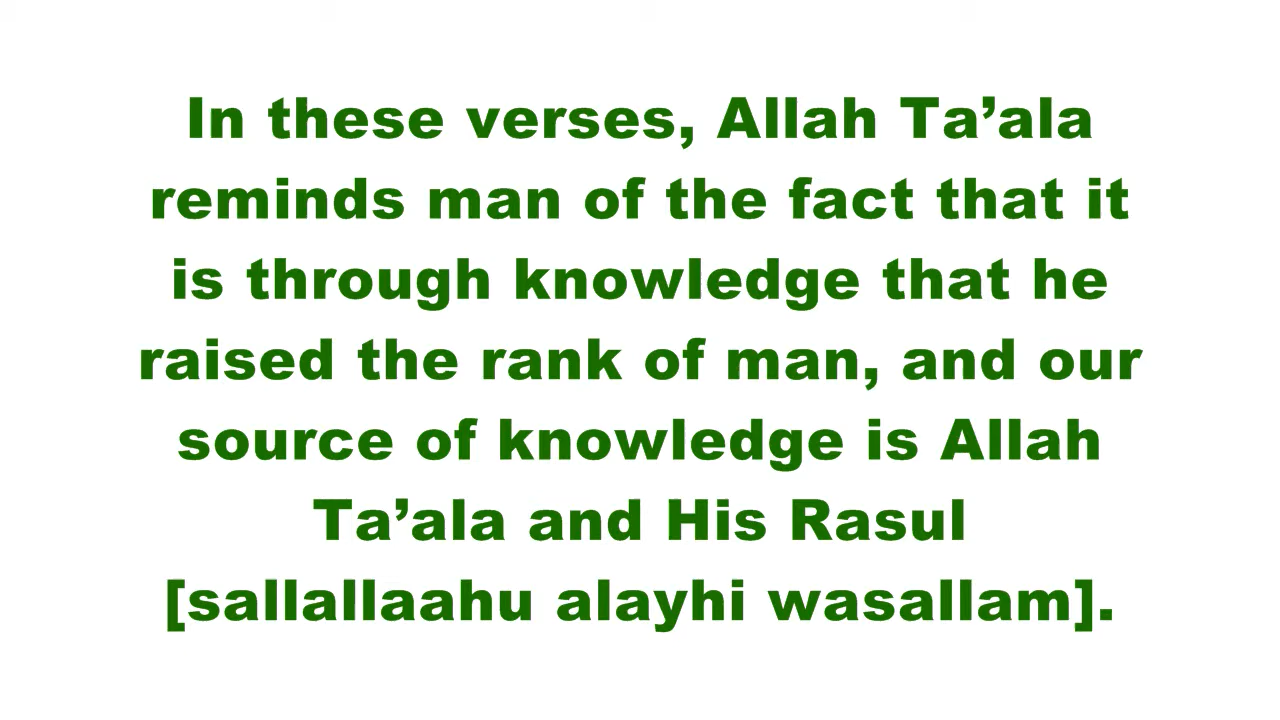 In these verses, Allah Ta’ala
reminds man of the fact that it
is through knowledge that he
raised the rank of man, and our
source of knowledge is Allah
Ta’ala and His Rasul
[sallallaahu alayhi wasallam].